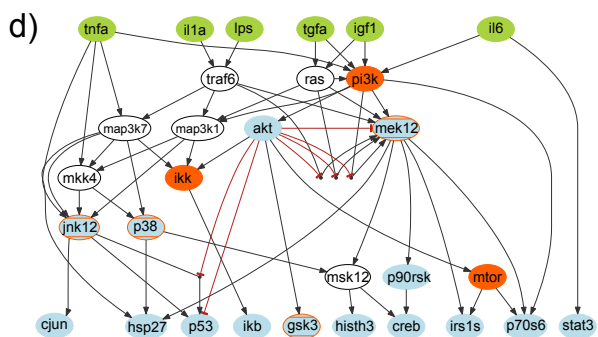 d)
tnfa il1a lps tgfa igf1 il6
traf6 ras pi3k
map3k7 map3k1 akt mek12
mkk4 ikk
jnk12 p38
msk12 p90rsk mtor
cjun hsp27 p53 ikb gsk3 histh3 creb irs1s p70s6 stat3